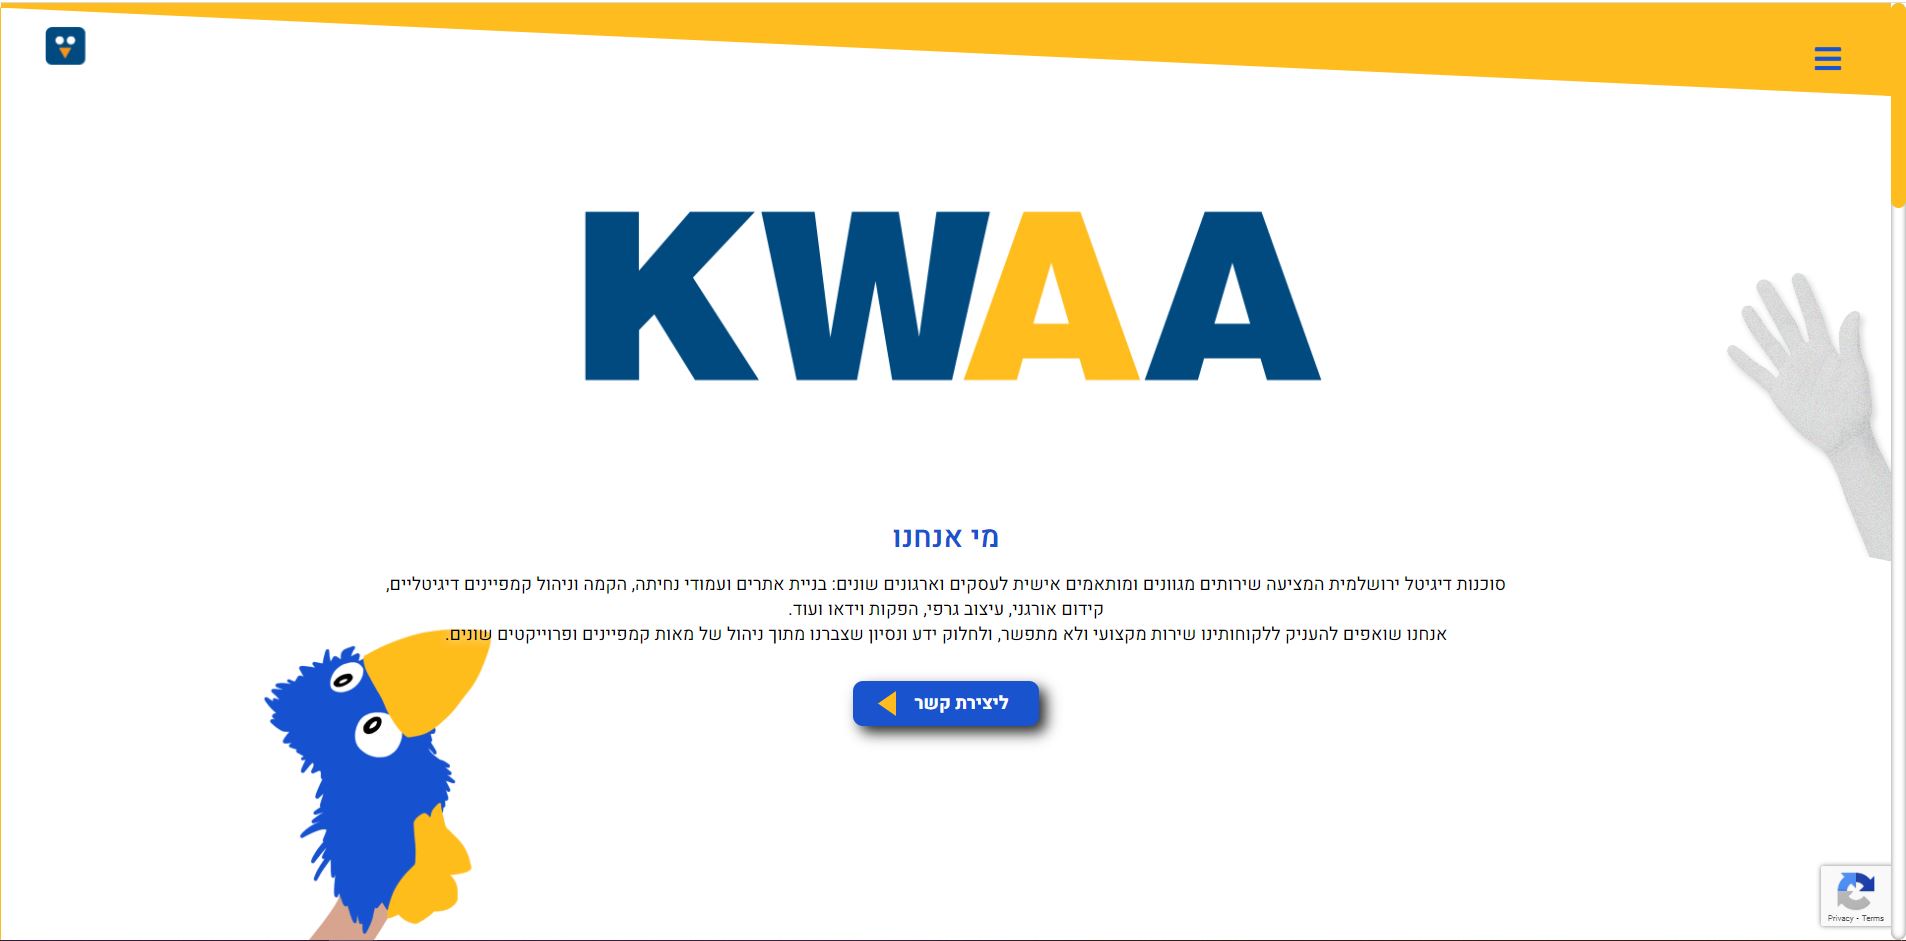 KWAA
מי אנחנו
סוכנות דיגיטל ירושלמית המציעה שירותים מגוונים ומותאמים אישית לעסקים וארגונים שונים: בניית אתרים ועמודי נחיתה, הקמה וניהול קמפיינים דיגיטליים,
קידום אורגני, עיצוב גרפי, הפקות וידאו ועוד.
אנחנו שואפים להעניק ללקוחותינו שירות מקצועי ולא מתפשר, ולחלוק ידע ונסיון שצברנו מתוך ניהול של מאות קמפיינים ופרוייקטים שונים.
ליצירת קשר
Privacy - Terms